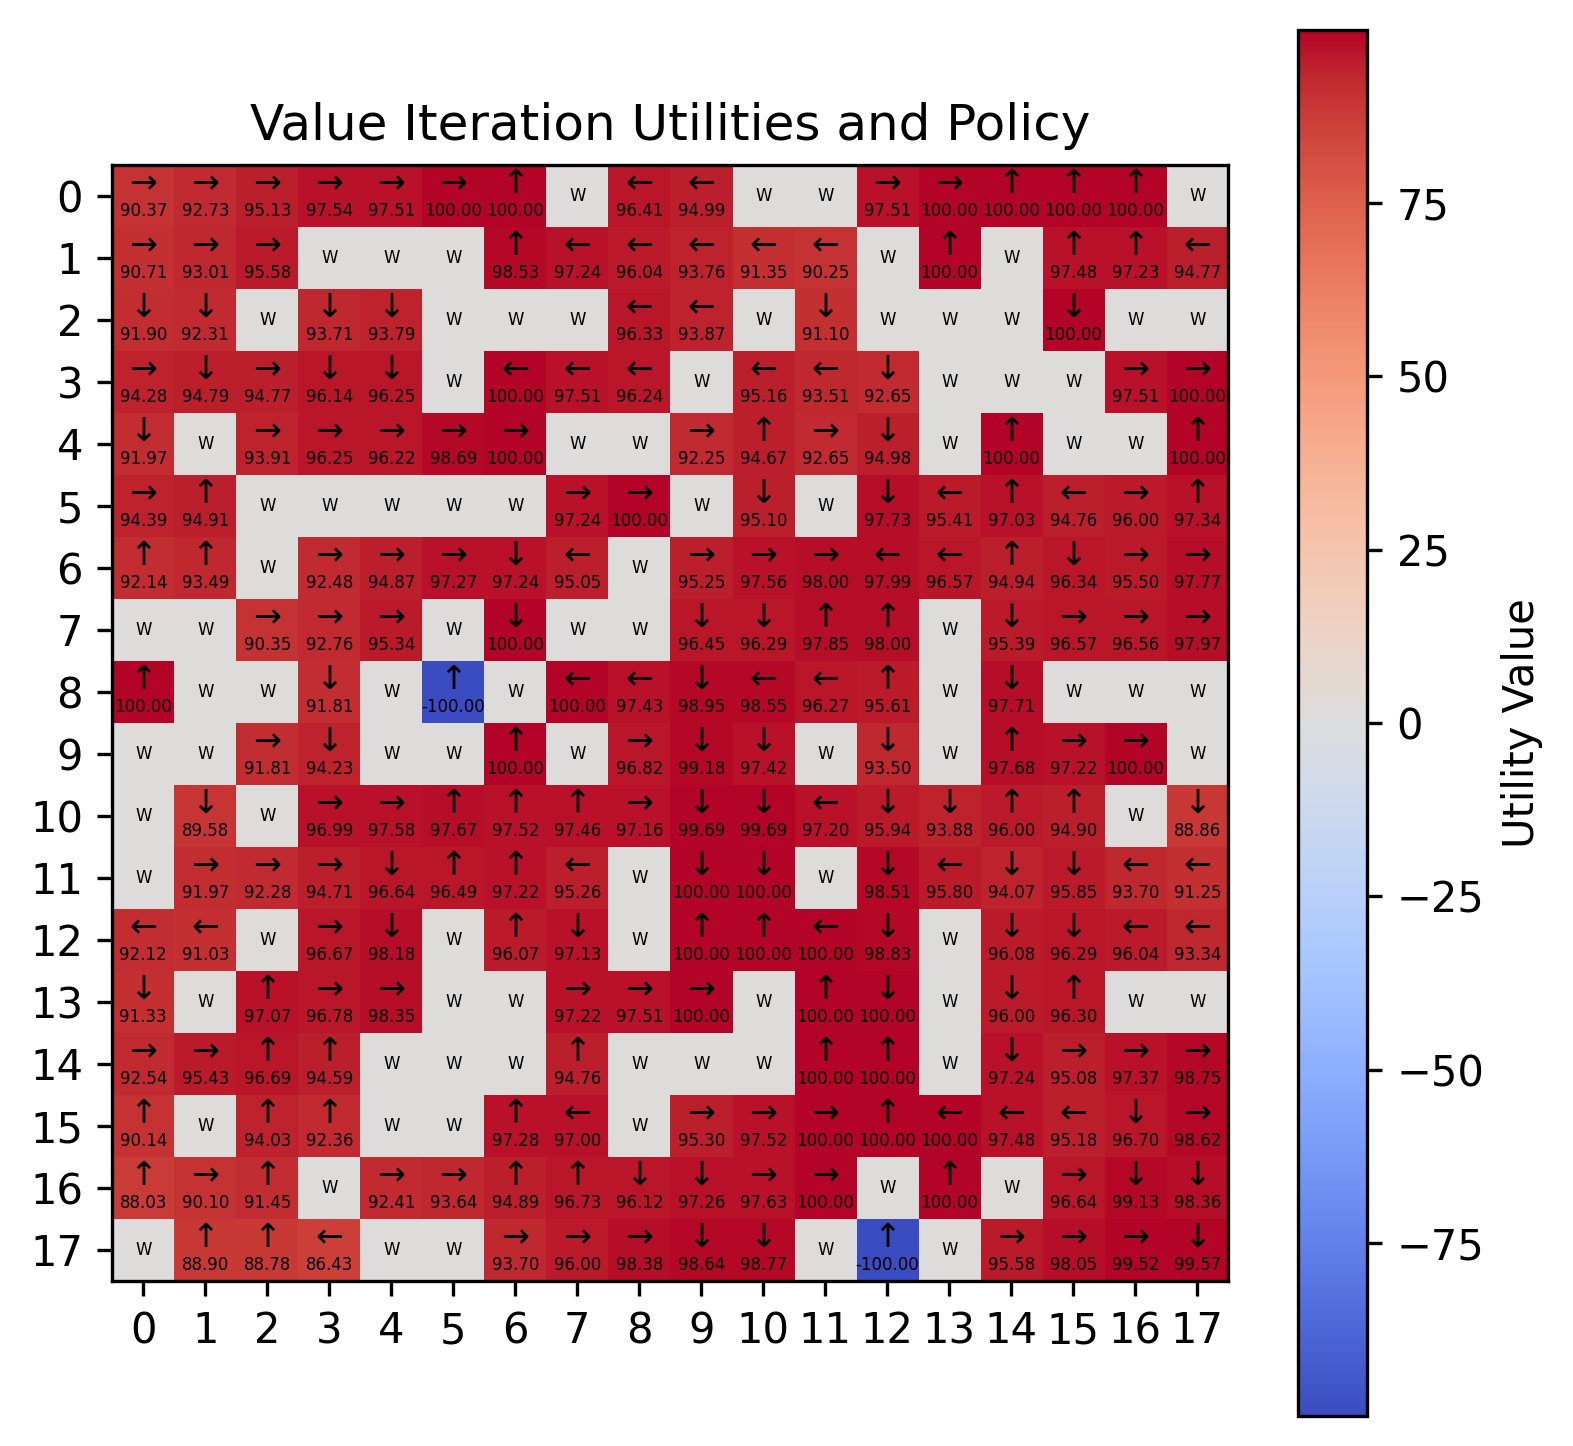 Value Iteration Utilities and Policy
0 → → → → → → ↑ W ← ← W W → → ↑ ↑ ↑ W
90.37 92.73 95.13 97.54 97.51 100.00 100.00 96.41 94.99 97.51 100.00 100.00 100.00 100.00
1 → → → W W W ↑ ← ← ← ← ← W ↑ W ↑ ↑ ←
90.71 93.01 95.58 98.53 97.24 96.04 93.76 91.35 90.25 100.00 97.48 97.23 94.77
2 ↓ ↓ W ↓ ↓ W W W ← ← W ↓ W W W ↓ W W
91.90 92.31 93.71 93.79 96.33 93.87 91.10 100.00
3 → ↓ → ↓ ↓ W ← ← ← W ← ← ↓ W W W → →
94.28 94.79 94.77 96.14 96.25 100.00 97.51 96.24 95.16 93.51 92.65 97.51 100.00
4 ↓ W → → → → → W W → ↑ → ↓ W ↑ W W ↑
91.97 93.91 96.25 96.22 98.69 100.00 92.25 94.67 92.65 94.98 100.00 100.00
5 → ↑ W W W W W → → W ↓ W ↓ ← ↑ ← → ↑
94.39 94.91 97.24 100.00 95.10 97.73 95.41 97.03 94.76 96.00 97.34
6 ↑ ↑ W → → → ↓ ← W → → → ← ← ↑ ↓ → →
92.14 93.49 92.48 94.87 97.27 97.24 95.05 95.25 97.56 98.00 97.99 96.57 94.94 96.34 95.50 97.77
7 W W → → → W ↓ W W ↓ ↓ ↑ ↑ W ↓ → → →
90.35 92.76 95.34 100.00 96.45 96.29 97.85 98.00 95.39 96.57 96.56 97.97
8 ↑ W W ↓ W ↑ W ← ← ↓ ← ← ↑ W ↓ W W W
100.00 91.81 -100.00 100.00 97.43 98.95 98.55 96.27 95.61 97.71
9 W W → ↓ W W ↑ W → ↓ ↓ W ↓ W ↑ → → W
91.81 94.23 100.00 96.82 99.18 97.42 93.50 97.68 97.22 100.00
10 W ↓ W → → ↑ ↑ ↑ → ↓ ↓ ← ↓ ↓ ↑ ↑ W ↓
89.58 96.99 97.58 97.67 97.52 97.46 97.16 99.69 99.69 97.20 95.94 93.88 96.00 94.90 88.86
11 W → → → ↓ ↑ ↑ ← W ↓ ↓ W ↓ ← ↓ ↓ ← ←
91.97 92.28 94.71 96.64 96.49 97.22 95.26 100.00 100.00 98.51 95.80 94.07 95.85 93.70 91.25
12 ← ← W → ↓ W ↑ ↓ W ↑ ↑ ← ↓ W ↓ ↓ ← ←
92.12 91.03 96.67 98.18 96.07 97.13 100.00 100.00 100.00 98.83 96.08 96.29 96.04 93.34
13 ↓ W ↑ → → W W → → → W ↑ ↓ W ↓ ↑ W W
91.33 97.07 96.78 98.35 97.22 97.51 100.00 100.00 100.00 96.00 96.30
14 → → ↑ ↑ W W W ↑ W W W ↑ ↑ W ↓ → → →
92.54 95.43 96.69 94.59 94.76 100.00 100.00 97.24 95.08 97.37 98.75
15 ↑ W ↑ ↑ W W ↑ ← W → → → ↑ ← ← ← ↓ →
90.14 94.03 92.36 97.28 97.00 95.30 97.52 100.00 100.00 100.00 97.48 95.18 96.70 98.62
16 ↑ → ↑ W → → ↑ ↑ ↓ ↓ → → W ↑ W → ↓ ↓
88.03 90.10 91.45 92.41 93.64 94.89 96.73 96.12 97.26 97.63 100.00 100.00 96.64 99.13 98.36
17 W ↑ ↑ ← W W → → → ↓ ↓ W ↑ W → → → ↓
88.90 88.78 86.43 93.70 96.00 98.38 98.64 98.77 -100.00 95.58 98.05 99.52 99.57
0 1 2 3 4 5 6 7 8 9 10 11 12 13 14 15 16 17
75
50
25
0
−25
−50
−75
Utility Value